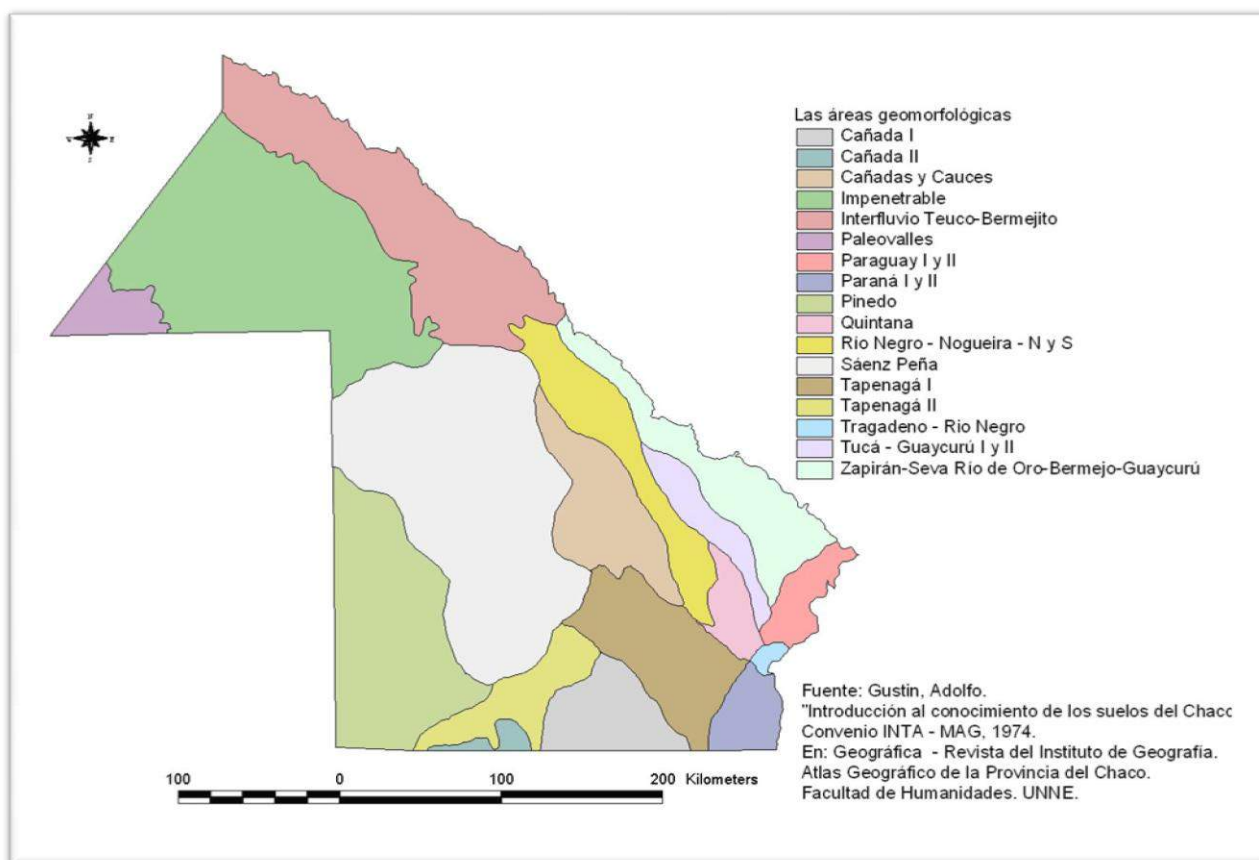 Las áreas geomorfológicas
Cañada I
Cañada II
Cañadas y Cauces
Impenetrable
Interfluvio Teuco-Bermejito
Paleovalles
Paraguay I y II
Paraná I y II
Pinedo
Quintana
Río Negro - Nogueira - N y S
Sáenz Peña
Tapenagá I
Tapenagá II
Tragadeno - Río Negro
Tucá - Guaycurú I y II
Zapirán-Seva Río de Oro-Bermejo-Guaycurú
Fuente: Gustin, Adolfo.
"Introducción al conocimiento de los suelos del Chacc
Convenio INTA - MAG, 1974.
En: Geográfica - Revista del Instituto de Geografía.
Atlas Geográfico de la Provincia del Chaco.
Facultad de Humanidades. UNNE.
100 0 100 200 Kilometers